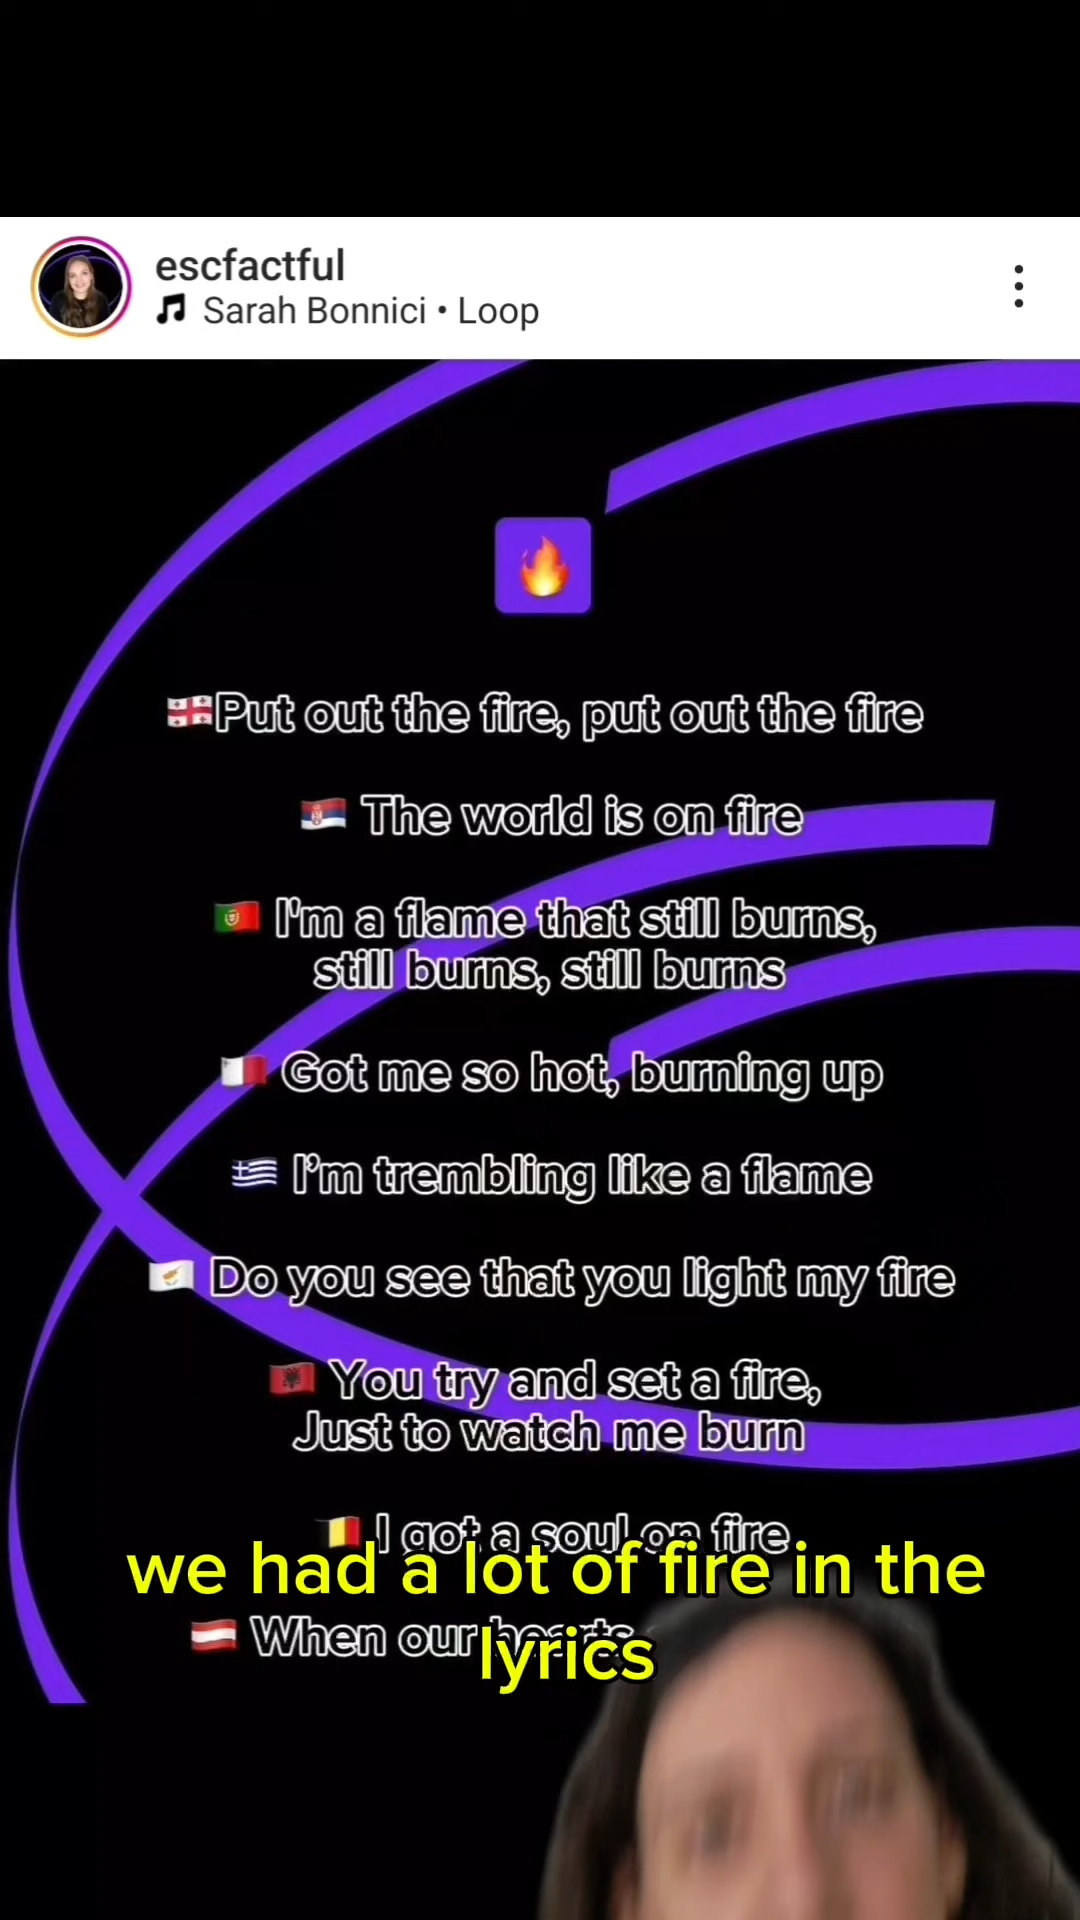 escfactful
Sarah Bonnici • Loop
Put out the fire, put out the fire
The world is on fire
I'm a flame that still burns,
still burns, still burns
Got me so hot, burning up
I’m trembling like a flame
Do you see that you light my fire
You try and set a fire,
Just to watch me burn
I got a soul on fire
we had a lot of fire in the
When our hearts
lyrics